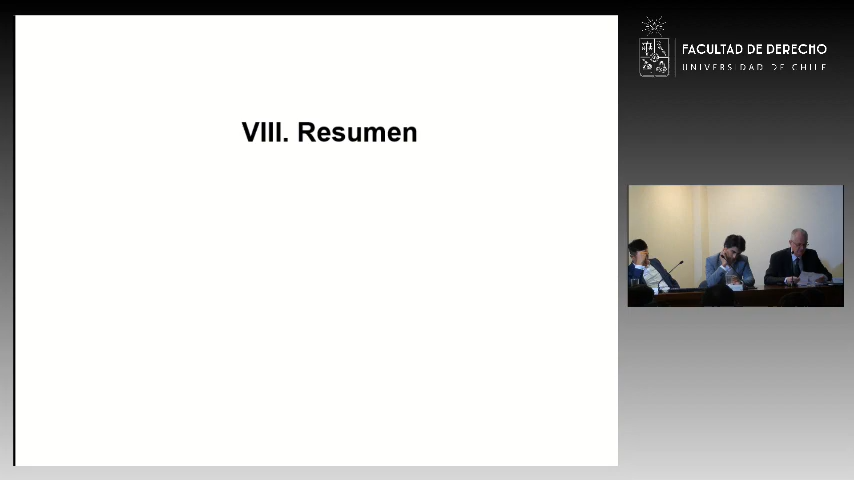 VIII. Resumen
FACULTAD DE DERECHO
UNIVERSIDAD DE CHILE